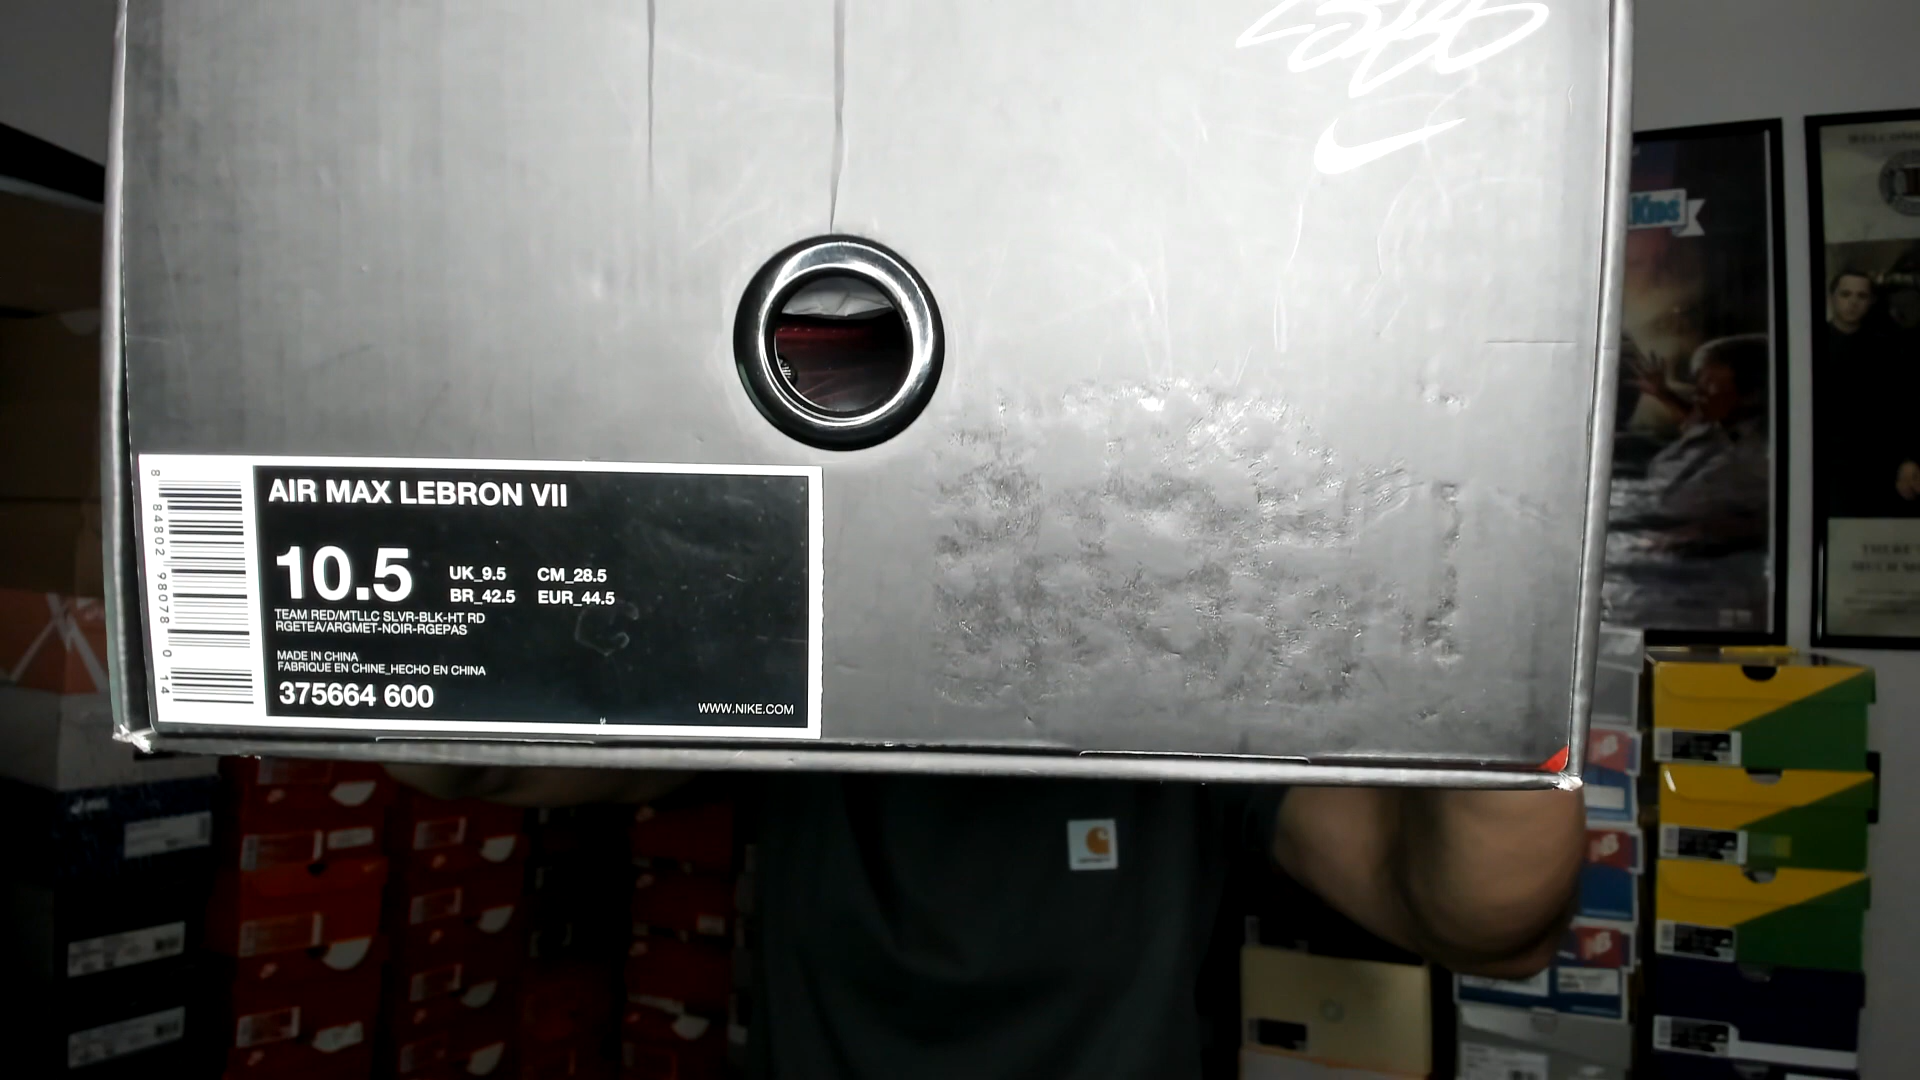 AIR MAX LEBRON VII
10.5
UK_9.5 CM_28.5
BR_42.5 EUR_44.5
TEAM RED/MTLLC SLVR-BLK-HT RD
RGETEA/ARGMET-NOIR-RGEPAS
MADE IN CHINA
FABRIQUE EN CHINE_HECHO EN CHINA
375664 600
WWW.NIKE.COM
8 84802 98078 0 14
Kids